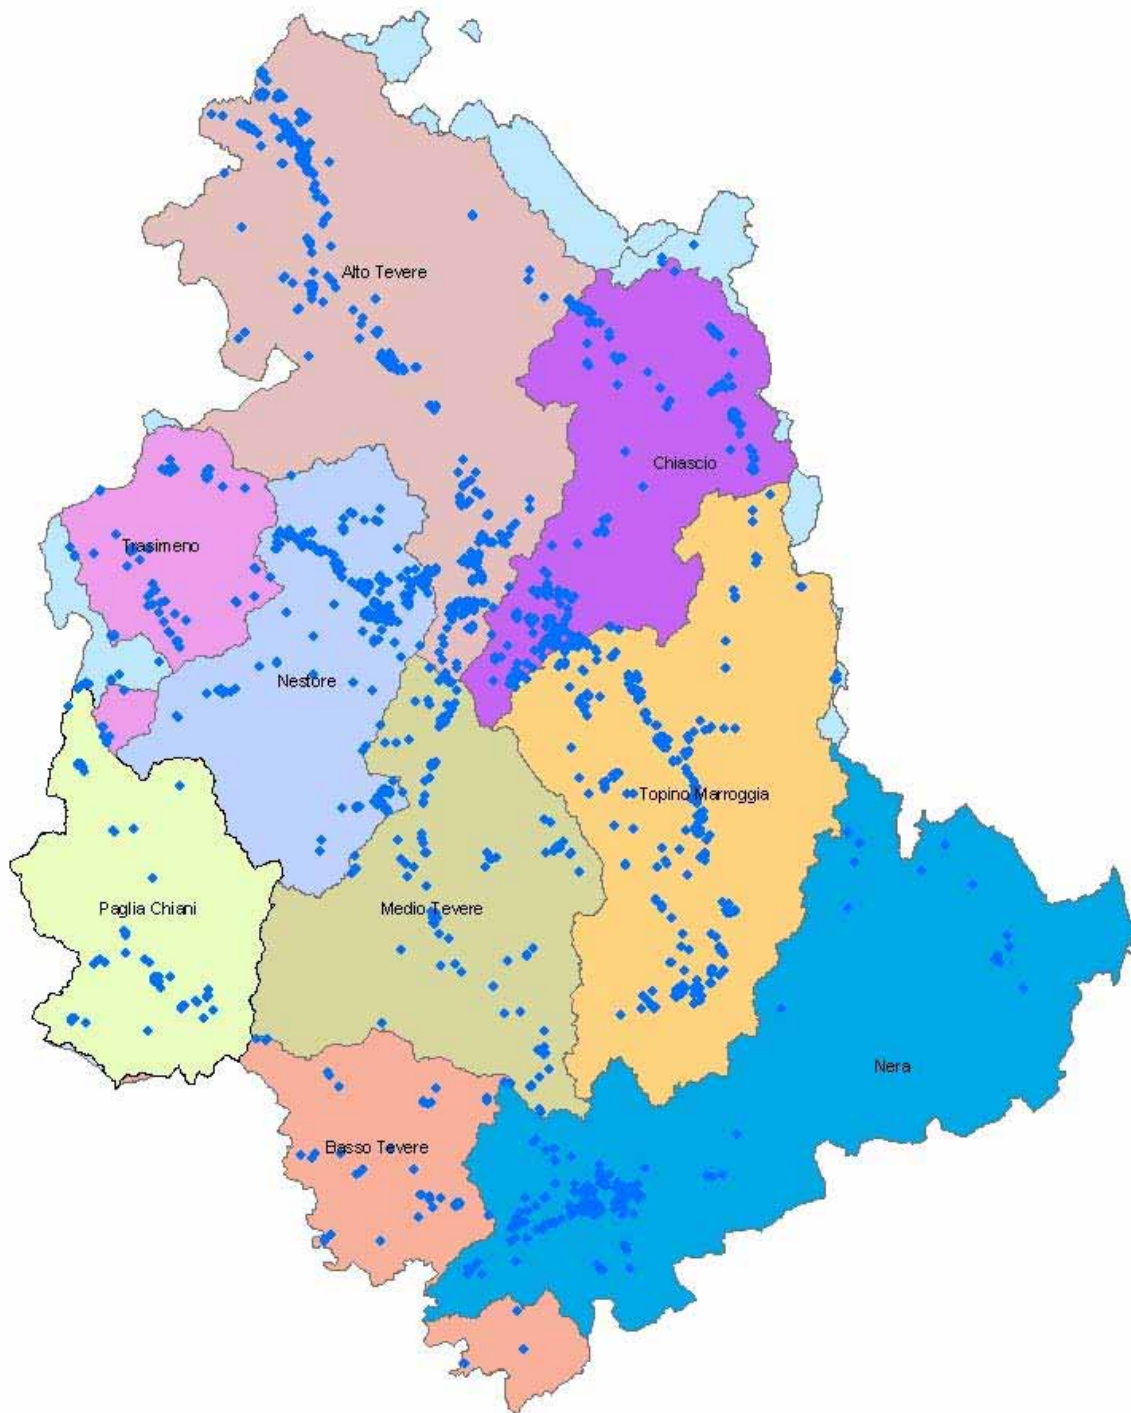 Alto Tevere
Chiascio
Trasimeno
Nestore
Topino Marroggia
Paglia Chiani
Medio Tevere
Nera
Basso Tevere